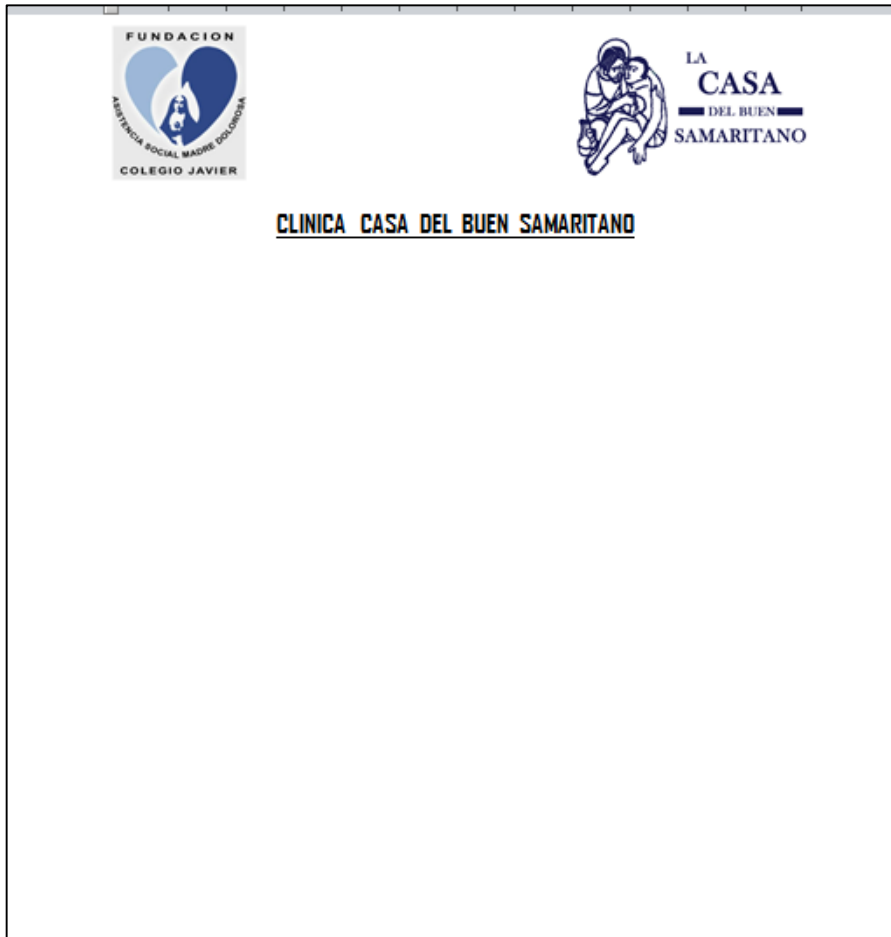 FUNDACION
ASISTENCIA SOCIAL MADRE DOLOROSA
COLEGIO JAVIER
LA
CASA
DEL BUEN
SAMARITANO
CLINICA CASA DEL BUEN SAMARITANO